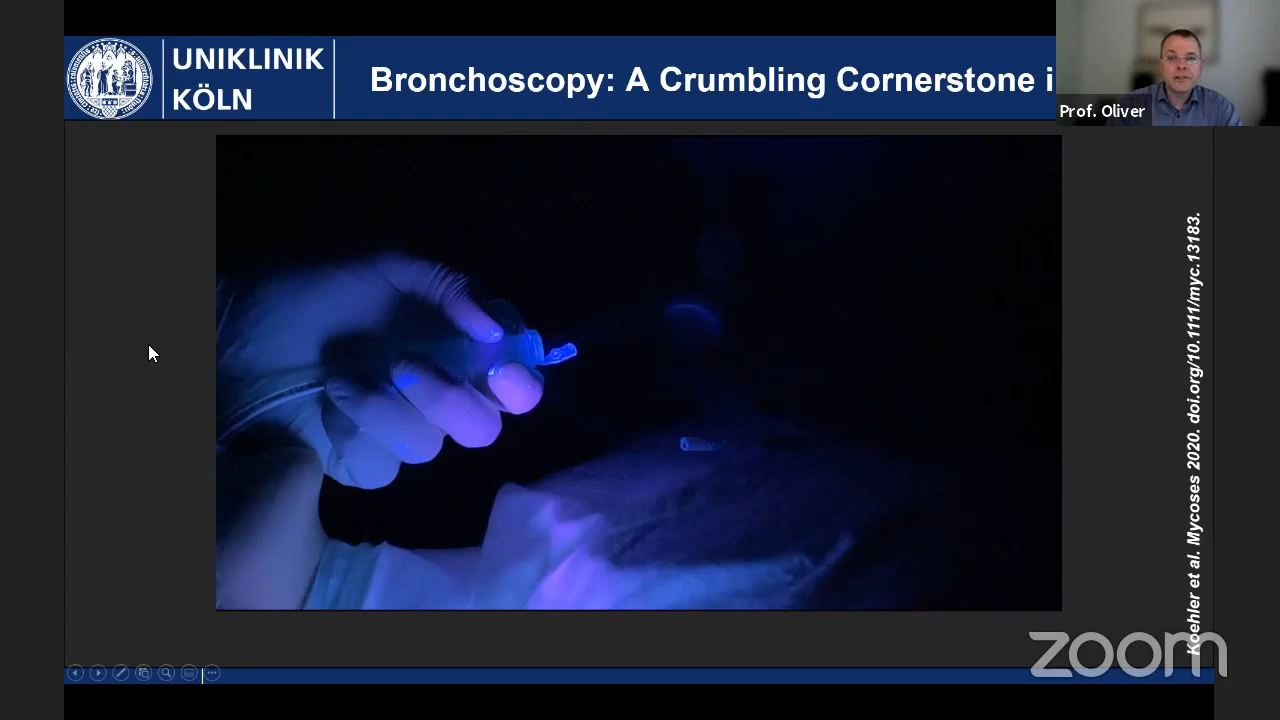 UNIKLINIK
KÖLN
Bronchoscopy: A Crumbling Cornerstone i
Prof. Oliver
Koehler et al. Mycoses 2020. doi.org/10.1111/myc.13183.
zoom